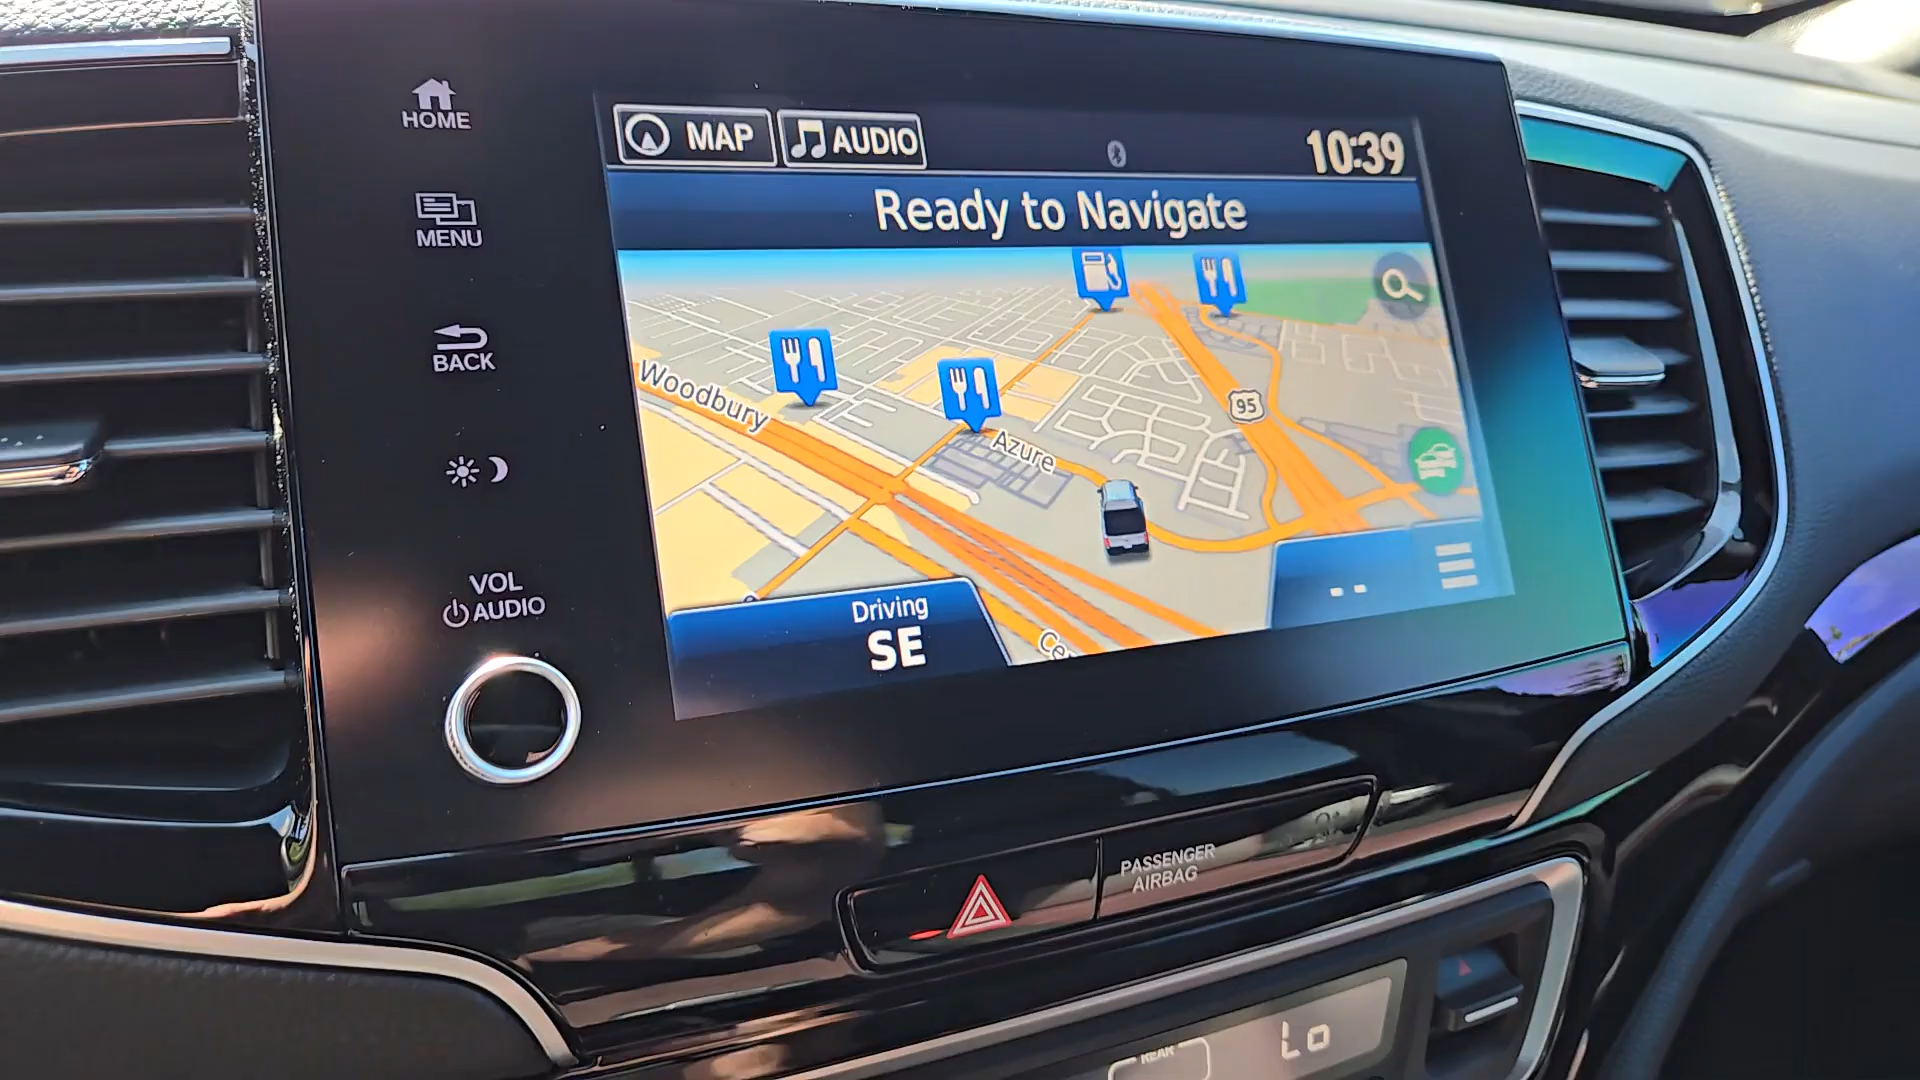 HOME
MENU
BACK
VOL
AUDIO
MAP
AUDIO
10:39
Ready to Navigate
Woodbury
Azure
95
Driving
SE
--
PASSENGER
AIRBAG
REAR
Lo